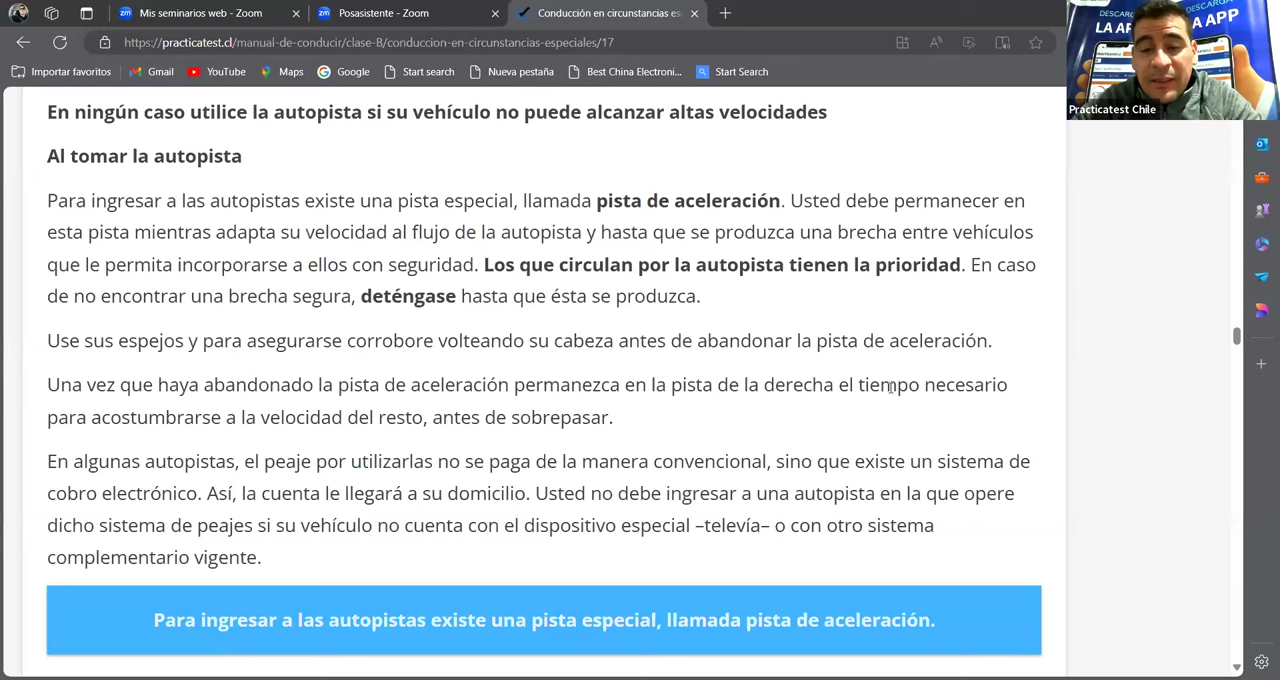 Mis seminarios web - Zoom
Posasistente - Zoom
Conducción en circunstancias es
https://practicatest.cl/manual-de-conducir/clase-B/conduccion-en-circunstancias-especiales/17
Importar favoritos
Gmail
YouTube
Maps
Google
Start search
Nueva pestaña
Best China Electroni...
Start Search
LA APP
A APP
Practicatest Chile
En ningún caso utilice la autopista si su vehículo no puede alcanzar altas velocidades
Al tomar la autopista
Para ingresar a las autopistas existe una pista especial, llamada pista de aceleración. Usted debe permanecer en
esta pista mientras adapta su velocidad al flujo de la autopista y hasta que se produzca una brecha entre vehículos
que le permita incorporarse a ellos con seguridad. Los que circulan por la autopista tienen la prioridad. En caso
de no encontrar una brecha segura, deténgase hasta que ésta se produzca.
Use sus espejos y para asegurarse corrobore volteando su cabeza antes de abandonar la pista de aceleración.
Una vez que haya abandonado la pista de aceleración permanezca en la pista de la derecha el tiempo necesario
para acostumbrarse a la velocidad del resto, antes de sobrepasar.
En algunas autopistas, el peaje por utilizarlas no se paga de la manera convencional, sino que existe un sistema de
cobro electrónico. Así, la cuenta le llegará a su domicilio. Usted no debe ingresar a una autopista en la que opere
dicho sistema de peajes si su vehículo no cuenta con el dispositivo especial –televía– o con otro sistema
complementario vigente.
Para ingresar a las autopistas existe una pista especial, llamada pista de aceleración.